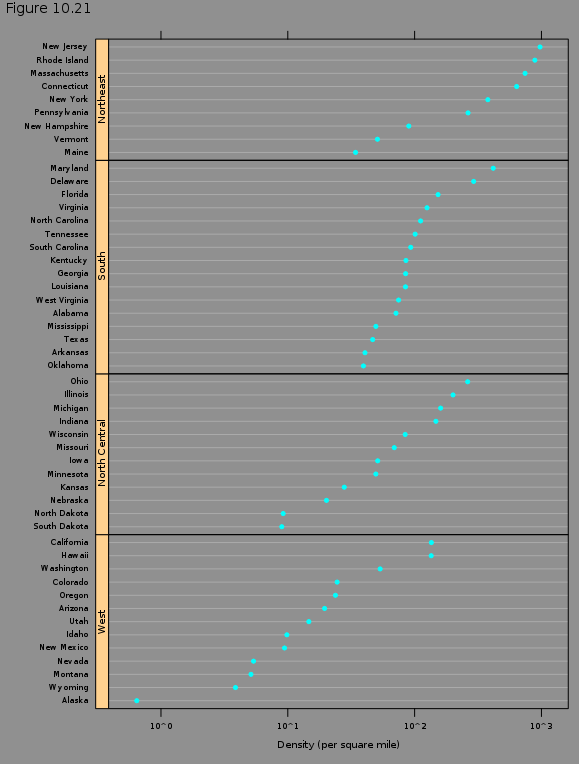 Figure 10.21
Northeast
New Jersey
Rhode Island
Massachusetts
Connecticut
New York
Pennsylvania
New Hampshire
Vermont
Maine
South
Maryland
Delaware
Florida
Virginia
North Carolina
Tennessee
South Carolina
Kentucky
Georgia
Louisiana
West Virginia
Alabama
Mississippi
Texas
Arkansas
Oklahoma
North Central
Ohio
Illinois
Michigan
Indiana
Wisconsin
Missouri
Iowa
Minnesota
Kansas
Nebraska
North Dakota
South Dakota
West
California
Hawaii
Washington
Colorado
Oregon
Arizona
Utah
Idaho
New Mexico
Nevada
Montana
Wyoming
Alaska
10^0 10^1 10^2 10^3
Density (per square mile)